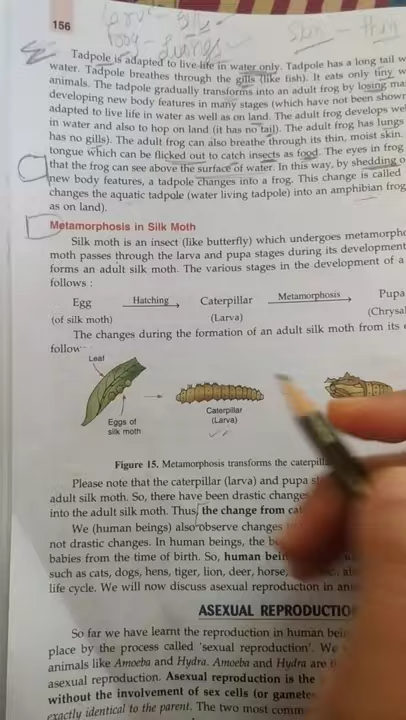 156
Body - Lungs
Skin - thin
Tadpole is adapted to live life in water only. Tadpole has a long tail
water. Tadpole breathes through the gills (like fish). It eats only tiny
animals. The tadpole gradually transforms into an adult frog by losing
developing new body features in many stages (which have not been shown
adapted to live life in water as well as on land. The adult frog develops
in water and also to hop on land (it has no tail). The adult frog has lungs
has no gills). The adult frog can also breathe through its thin, moist skin.
tongue which can be flicked out to catch insects as food. The eyes in frog
that the frog can see above the surface of water. In this way, by shedding
new body features, a tadpole changes into a frog. This change is called
changes the aquatic tadpole (water living tadpole) into an amphibian frog
as on land).
Metamorphosis in Silk Moth
Silk moth is an insect (like butterfly) which undergoes
moth passes through the larva and pupa stages during its development
forms an adult silk moth. The various stages in the development of a
follows :
Egg Hatching Caterpillar Metamorphosis Pupa
(of silk moth) (Larva)
The changes during the formation of an adult silk moth from its
follow
Leaf
Eggs of
silk moth
Caterpillar
(Larva)
Figure 15. Metamorphosis transforms the
Please note that the caterpillar (larva) and pupa
adult silk moth. So, there have been drastic
into the adult silk moth. Thus, the change from
We (human beings) also observe changes
not drastic changes. In human beings, the
babies from the time of birth. So, human
such as cats, dogs, hens, tiger, lion, deer, horse,
life cycle. We will now discuss asexual reproduction in
ASEXUAL REPRODUCTIO
So far we have learnt the reproduction in human
place by the process called 'sexual reproduction'. We
animals like Amoeba and Hydra. Amoeba and Hydra are
asexual reproduction. Asexual reproduction is the
without the involvement of sex cells (or
exactly identical to the parent. The two most